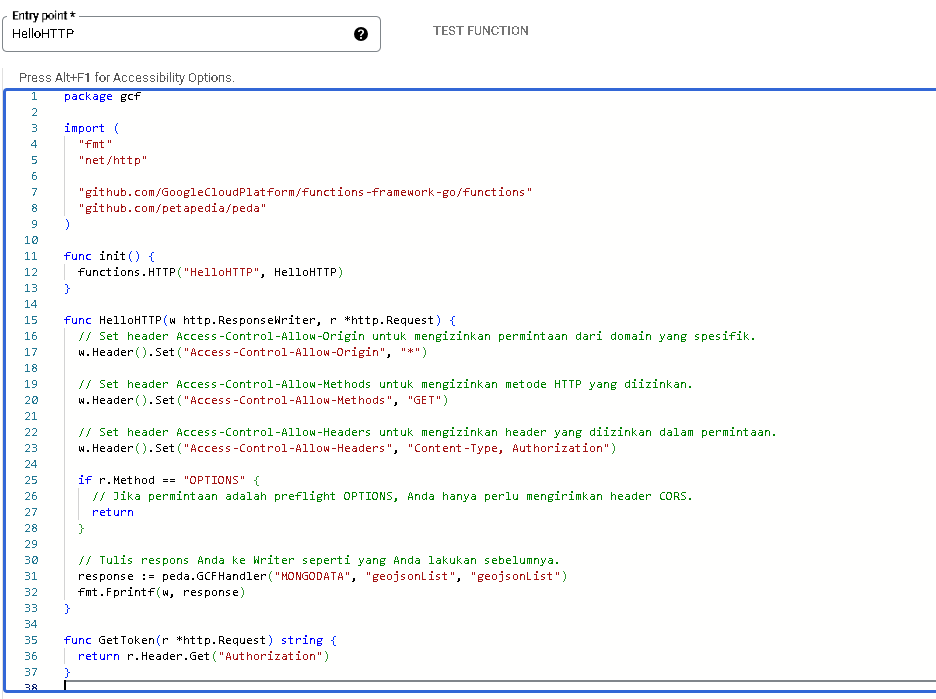 Entry point *
HelloHTTP
?
TEST FUNCTION
Press Alt+F1 for Accessibility Options.
1 package gcf
2
3 import (
4   "fmt"
5   "net/http"
6
7   "github.com/GoogleCloudPlatform/functions-framework-go/functions"
8   "github.com/petapedia/peda"
9 )
10
11 func init() {
12   functions.HTTP("HelloHTTP", HelloHTTP)
13 }
14
15 func HelloHTTP(w http.ResponseWriter, r *http.Request) {
16   // Set header Access-Control-Allow-Origin untuk mengizinkan permintaan dari domain yang spesifik.
17   w.Header().Set("Access-Control-Allow-Origin", "*")
18
19   // Set header Access-Control-Allow-Methods untuk mengizinkan metode HTTP yang diizinkan.
20   w.Header().Set("Access-Control-Allow-Methods", "GET")
21
22   // Set header Access-Control-Allow-Headers untuk mengizinkan header yang diizinkan dalam permintaan.
23   w.Header().Set("Access-Control-Allow-Headers", "Content-Type, Authorization")
24
25   if r.Method == "OPTIONS" {
26     // Jika permintaan adalah preflight OPTIONS, Anda hanya perlu mengirimkan header CORS.
27     return
28   }
29
30   // Tulis respons Anda ke Writer seperti yang Anda lakukan sebelumnya.
31   response := peda.GCFHandler("MONGODATA", "geojsonList", "geojsonList")
32   fmt.Fprintf(w, response)
33 }
34
35 func GetToken(r *http.Request) string {
36   return r.Header.Get("Authorization")
37 }
38